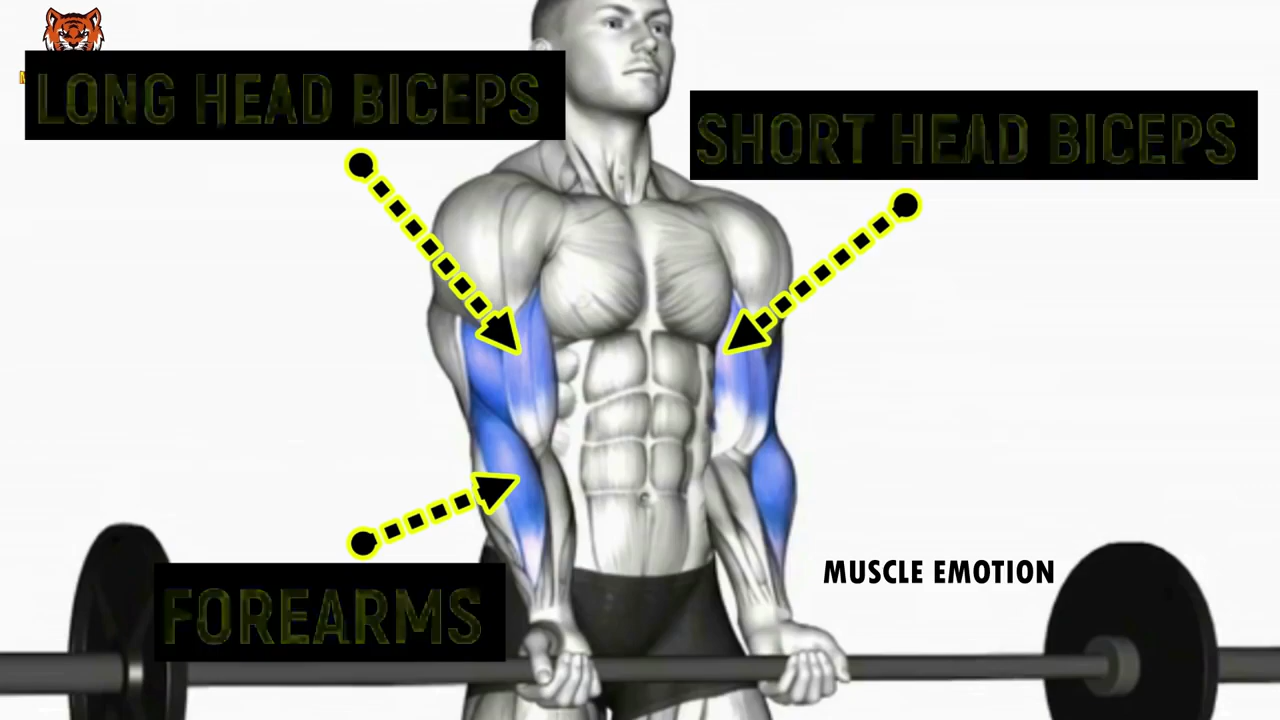 LONG HEAD BICEPS
SHORT HEAD BICEPS
FOREARMS
MUSCLE EMOTION